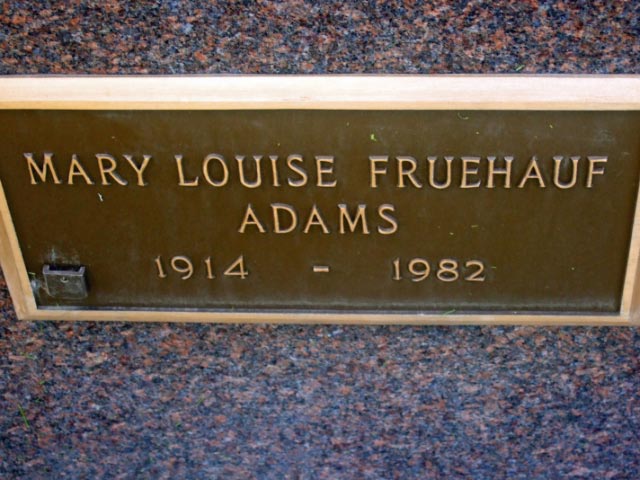 MARY LOUISE FRUEHAUF
ADAMS
1914 - 1982